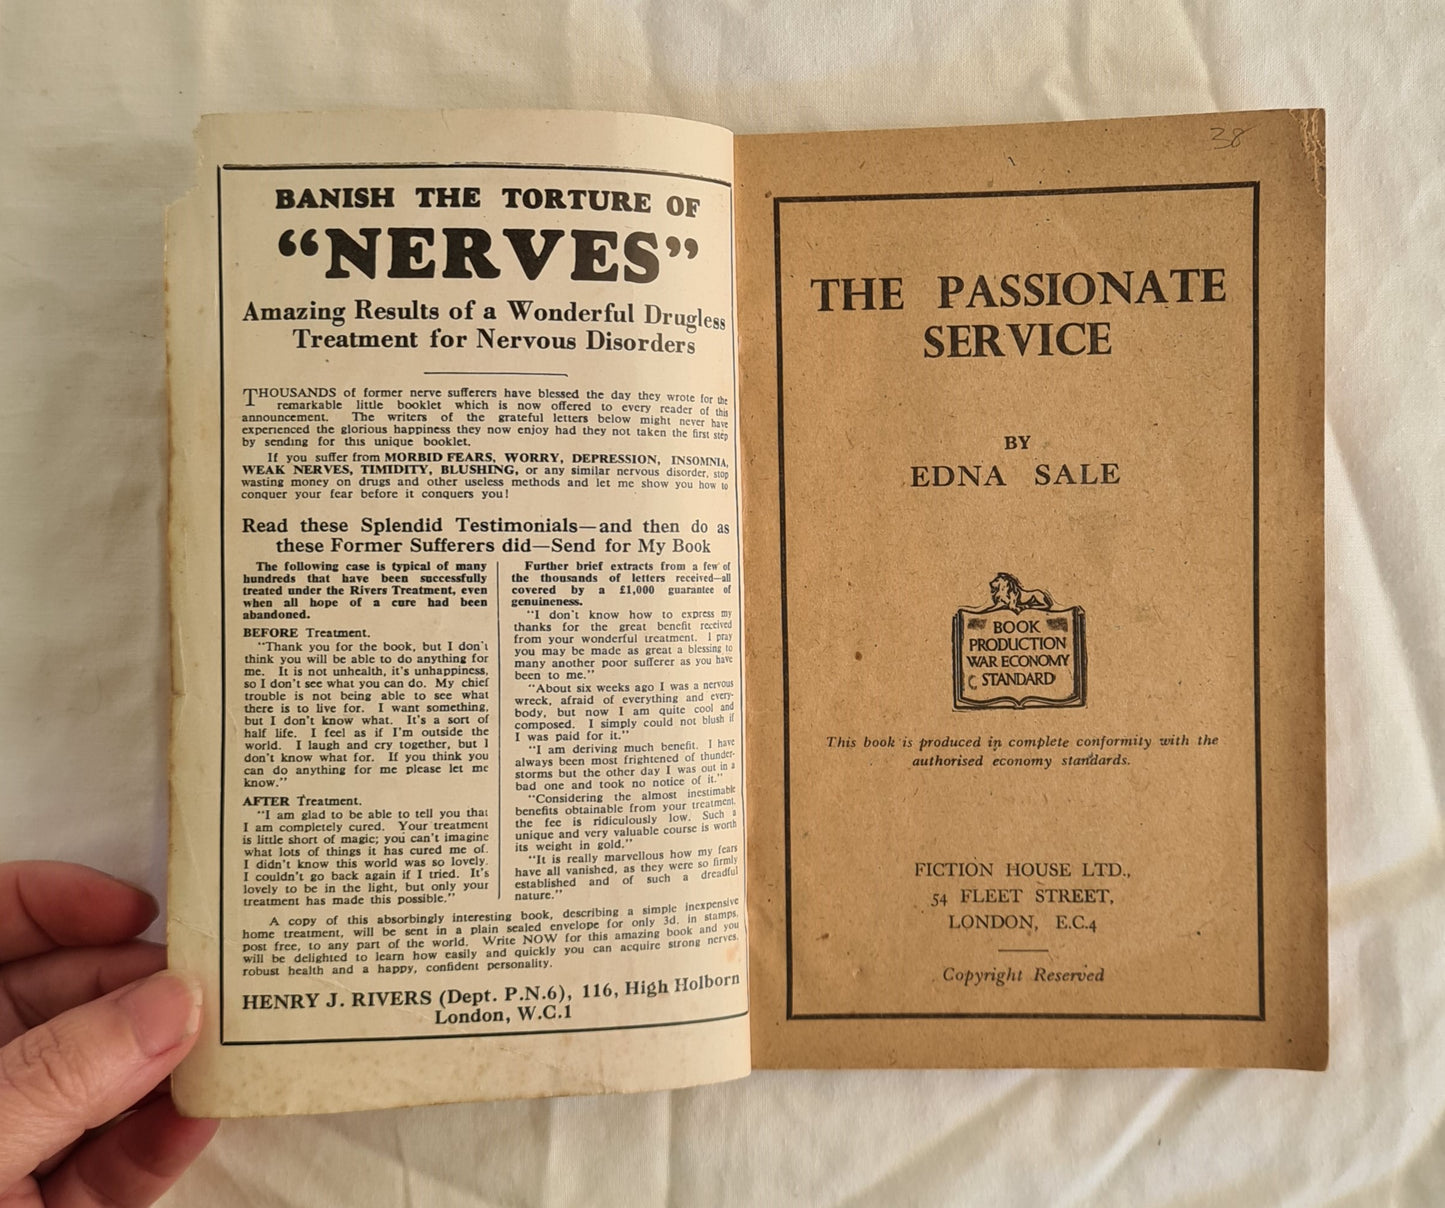 BANISH THE TORTURE OF
“NERVES”
Amazing Results of a Wonderful Drugless
Treatment for Nervous Disorders
THOUSANDS of former nerve sufferers have blessed the day they wrote for the
remarkable little booklet which is now offered to every reader of this
announcement. The writers of the grateful letters below might never have
experienced the glorious happiness they now enjoy had they not taken the first step
by sending for this unique booklet.
If you suffer from MORBID FEARS, WORRY, DEPRESSION, INSOMNIA,
WEAK NERVES, TIMIDITY, BLUSHING, or any similar nervous disorder, stop
wasting money on drugs and other useless methods and let me show you how to
conquer your fear before it conquers you!
Read these Splendid Testimonials—and then do as
these Former Sufferers did—Send for My Book
The following case is typical of many
hundreds that have been successfully
treated under the Rivers Treatment, even
when all hope of a cure had been
abandoned.
BEFORE Treatment.
“Thank you for the book, but I don't
think you will be able to do anything for
me. It is not unhealth, it's unhappiness,
so I don't see what you can do. My chief
trouble is not being able to see what
there is to live for. I want something,
but I don't know what. It's a sort of
half life. I feel as if I'm outside the
world. I laugh and cry together, but I
don't know what for. If you think you
can do anything for me please let me
know.”
AFTER Treatment.
“I am glad to be able to tell you that
I am completely cured. Your treatment
is little short of magic; you can't imagine
what lots of things it has cured me of.
I didn't know this world was so lovely.
I couldn't go back again if I tried. It's
lovely to be in the light, but only your
treatment has made this possible.”
Further brief extracts from a few of
the thousands of letters received—all
covered by a £1,000 guarantee of
genuineness.
“I don't know how to express my
thanks for the great benefit received
from your wonderful treatment. I pray
you may be made as great a blessing to
many another poor sufferer as you have
been to me.”
“About six weeks ago I was a nervous
wreck, afraid of everything and every-
body, but now I am quite cool and
composed. I simply could not blush if
I was paid for it.”
“I am deriving much benefit. I have
always been most frightened of thunder-
storms but the other day I was out in a
bad one and took no notice of it.”
“Considering the almost inestimable
benefits obtainable from your treatment,
the fee is ridiculously low. Such a
unique and very valuable course is worth
its weight in gold.”
“It is really marvellous how my fears
have all vanished, as they were so firmly
established and of such a dreadful
nature.”
A copy of this absorbingly interesting book, describing a simple inexpensive
home treatment, will be sent in a plain sealed envelope for only 3d. in stamps,
post free, to any part of the world. Write NOW for this amazing book and you
will be delighted to learn how easily and quickly you can acquire strong nerves,
robust health and a happy, confident personality.
HENRY J. RIVERS (Dept. P.N.6), 116, High Holborn
London, W.C.1
38
THE PASSIONATE
SERVICE
BY
EDNA SALE
BOOK
PRODUCTION
WAR ECONOMY
STANDARD
This book is produced in complete conformity with the
authorised economy standards.
FICTION HOUSE LTD.,
54 FLEET STREET,
LONDON, E.C.4
Copyright Reserved